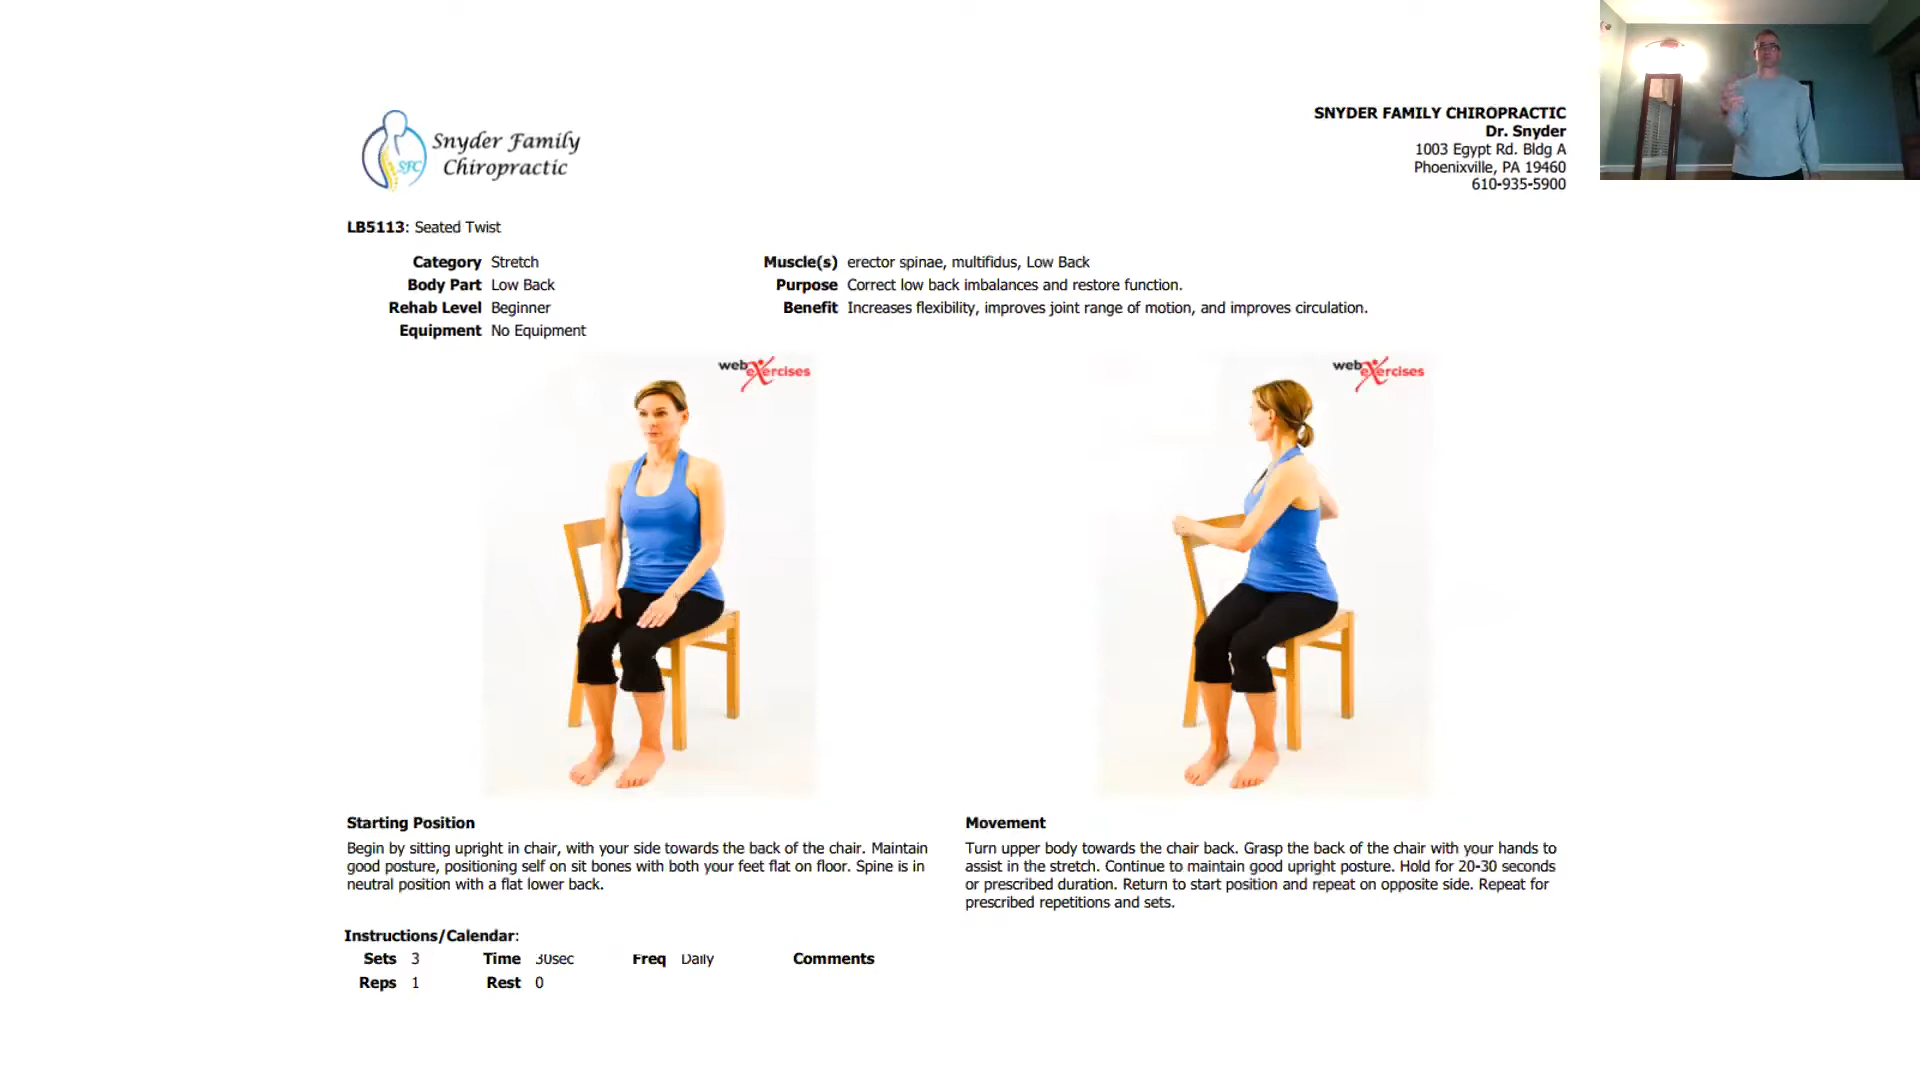 Snyder Family
Chiropractic
SFC
SNYDER FAMILY CHIROPRACTIC
Dr. Snyder
1003 Egypt Rd. Bldg A
Phoenixville, PA 19460
610-935-5900
LB5113: Seated Twist
Category Stretch
Body Part Low Back
Rehab Level Beginner
Equipment No Equipment
Muscle(s) erector spinae, multifidus, Low Back
Purpose Correct low back imbalances and restore function.
Benefit Increases flexibility, improves joint range of motion, and improves circulation.
web exercises
web exercises
Starting Position
Begin by sitting upright in chair, with your side towards the back of the chair. Maintain
good posture, positioning self on sit bones with both your feet flat on floor. Spine is in
neutral position with a flat lower back.
Movement
Turn upper body towards the chair back. Grasp the back of the chair with your hands to
assist in the stretch. Continue to maintain good upright posture. Hold for 20-30 seconds
or prescribed duration. Return to start position and repeat on opposite side. Repeat for
prescribed repetitions and sets.
Instructions/Calendar:
Sets 3 Time 30sec Freq Daily Comments
Reps 1 Rest 0